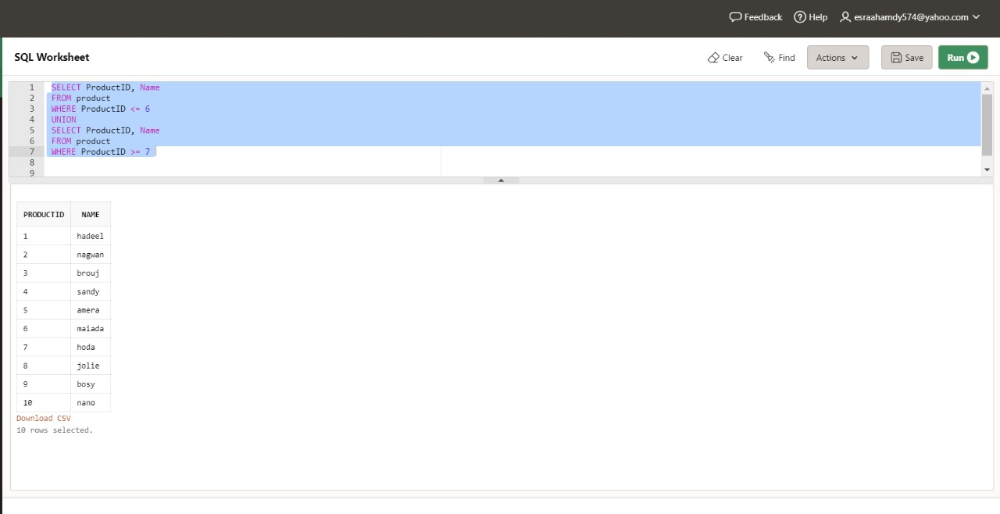 Feedback Help esraahamdy574@yahoo.com
SQL Worksheet Clear Find Actions Save Run
1 SELECT ProductID, Name
2 FROM product
3 WHERE ProductID <= 6
4 UNION
5 SELECT ProductID, Name
6 FROM product
7 WHERE ProductID >= 7
8
9
PRODUCTID NAME
1 hadeel
2 nagwan
3 brouj
4 sandy
5 amera
6 maiada
7 hoda
8 jolie
9 bosy
10 nano
Download CSV
10 rows selected.